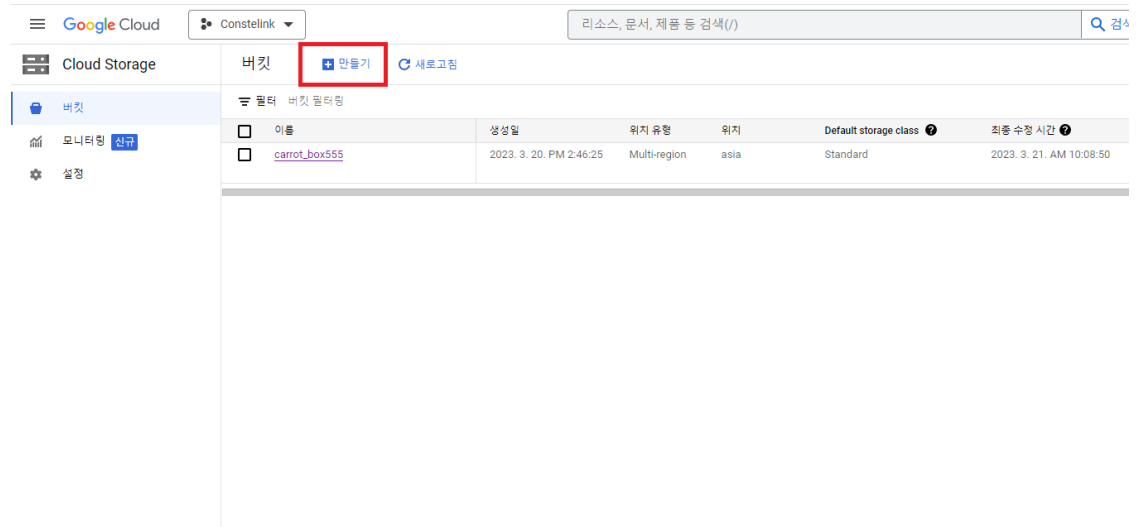 Google Cloud Constelink 리소스, 문서, 제품 등 검색(/)
Cloud Storage 버킷 만들기 새로고침
버킷 필터 버킷 필터링
모니터링 신규 이름 생성일 위치 유형 위치 Default storage class 최종 수정 시간
carrot_box555 2023. 3. 20. PM 2:46:25 Multi-region asia Standard 2023. 3. 21. AM 10:08:50
설정